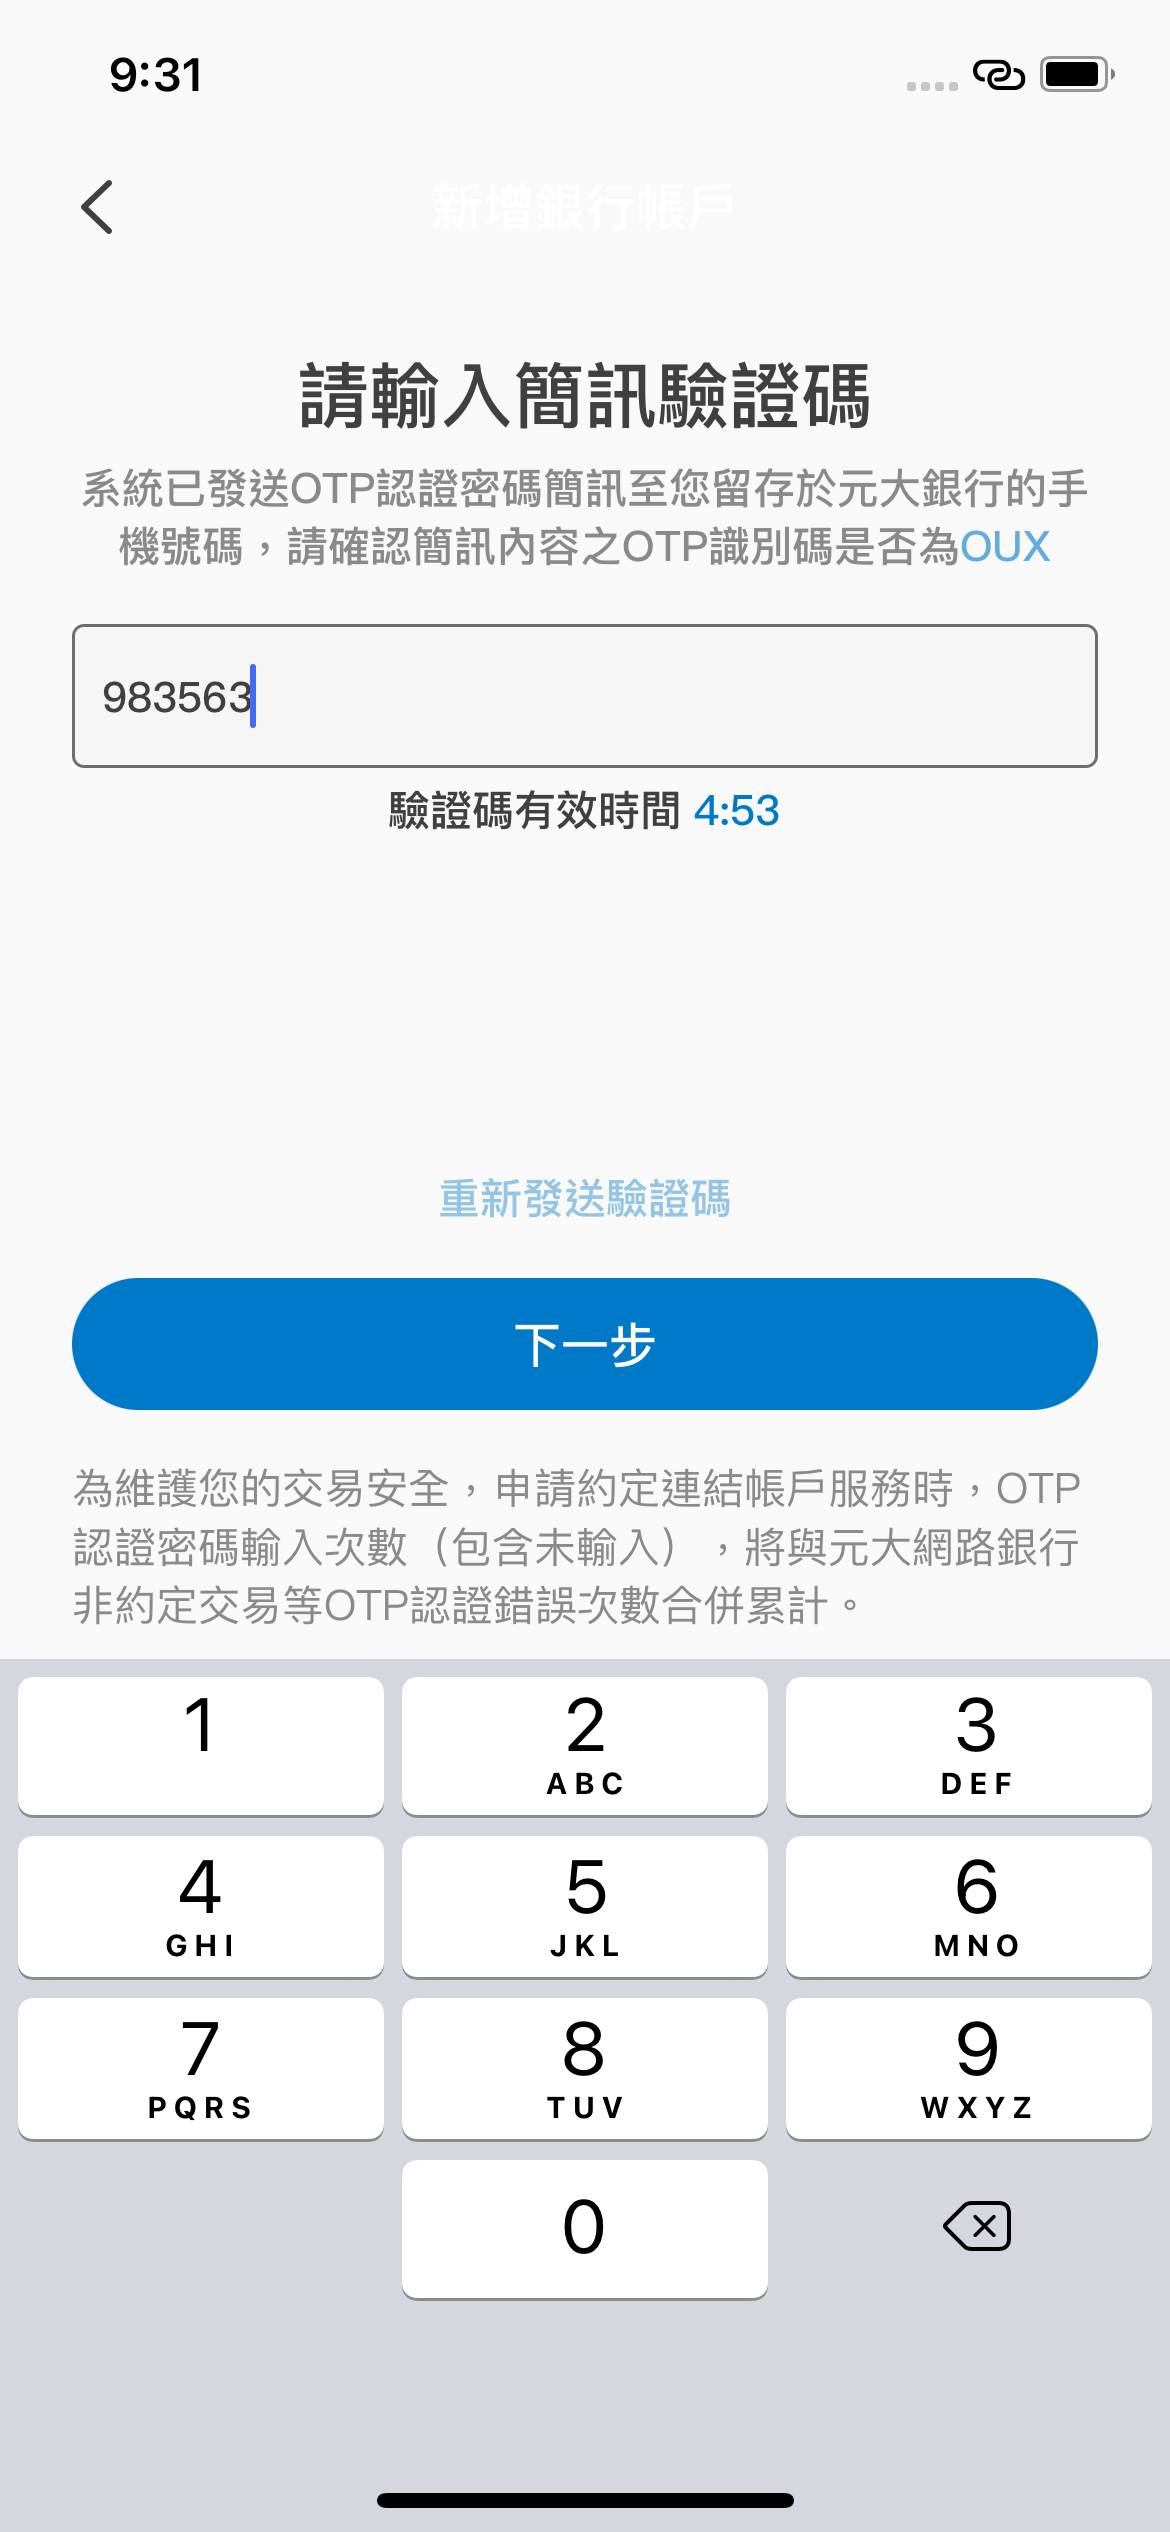 9:31
新增銀行帳戶
請輸入簡訊驗證碼
系統已發送OTP認證密碼簡訊至您留存於元大銀行的手
機號碼，請確認簡訊內容之OTP識別碼是否為OUX
983563
驗證碼有效時間 4:53
重新發送驗證碼
下一步
為維護您的交易安全，申請約定連結帳戶服務時，OTP
認證密碼輸入次數（包含未輸入），將與元大網路銀行
非約定交易等OTP認證錯誤次數合併累計。
1
2
3
ABC
DEF
4
5
6
GHI
JKL
MNO
7
8
9
PQRS
TUV
WXYZ
0